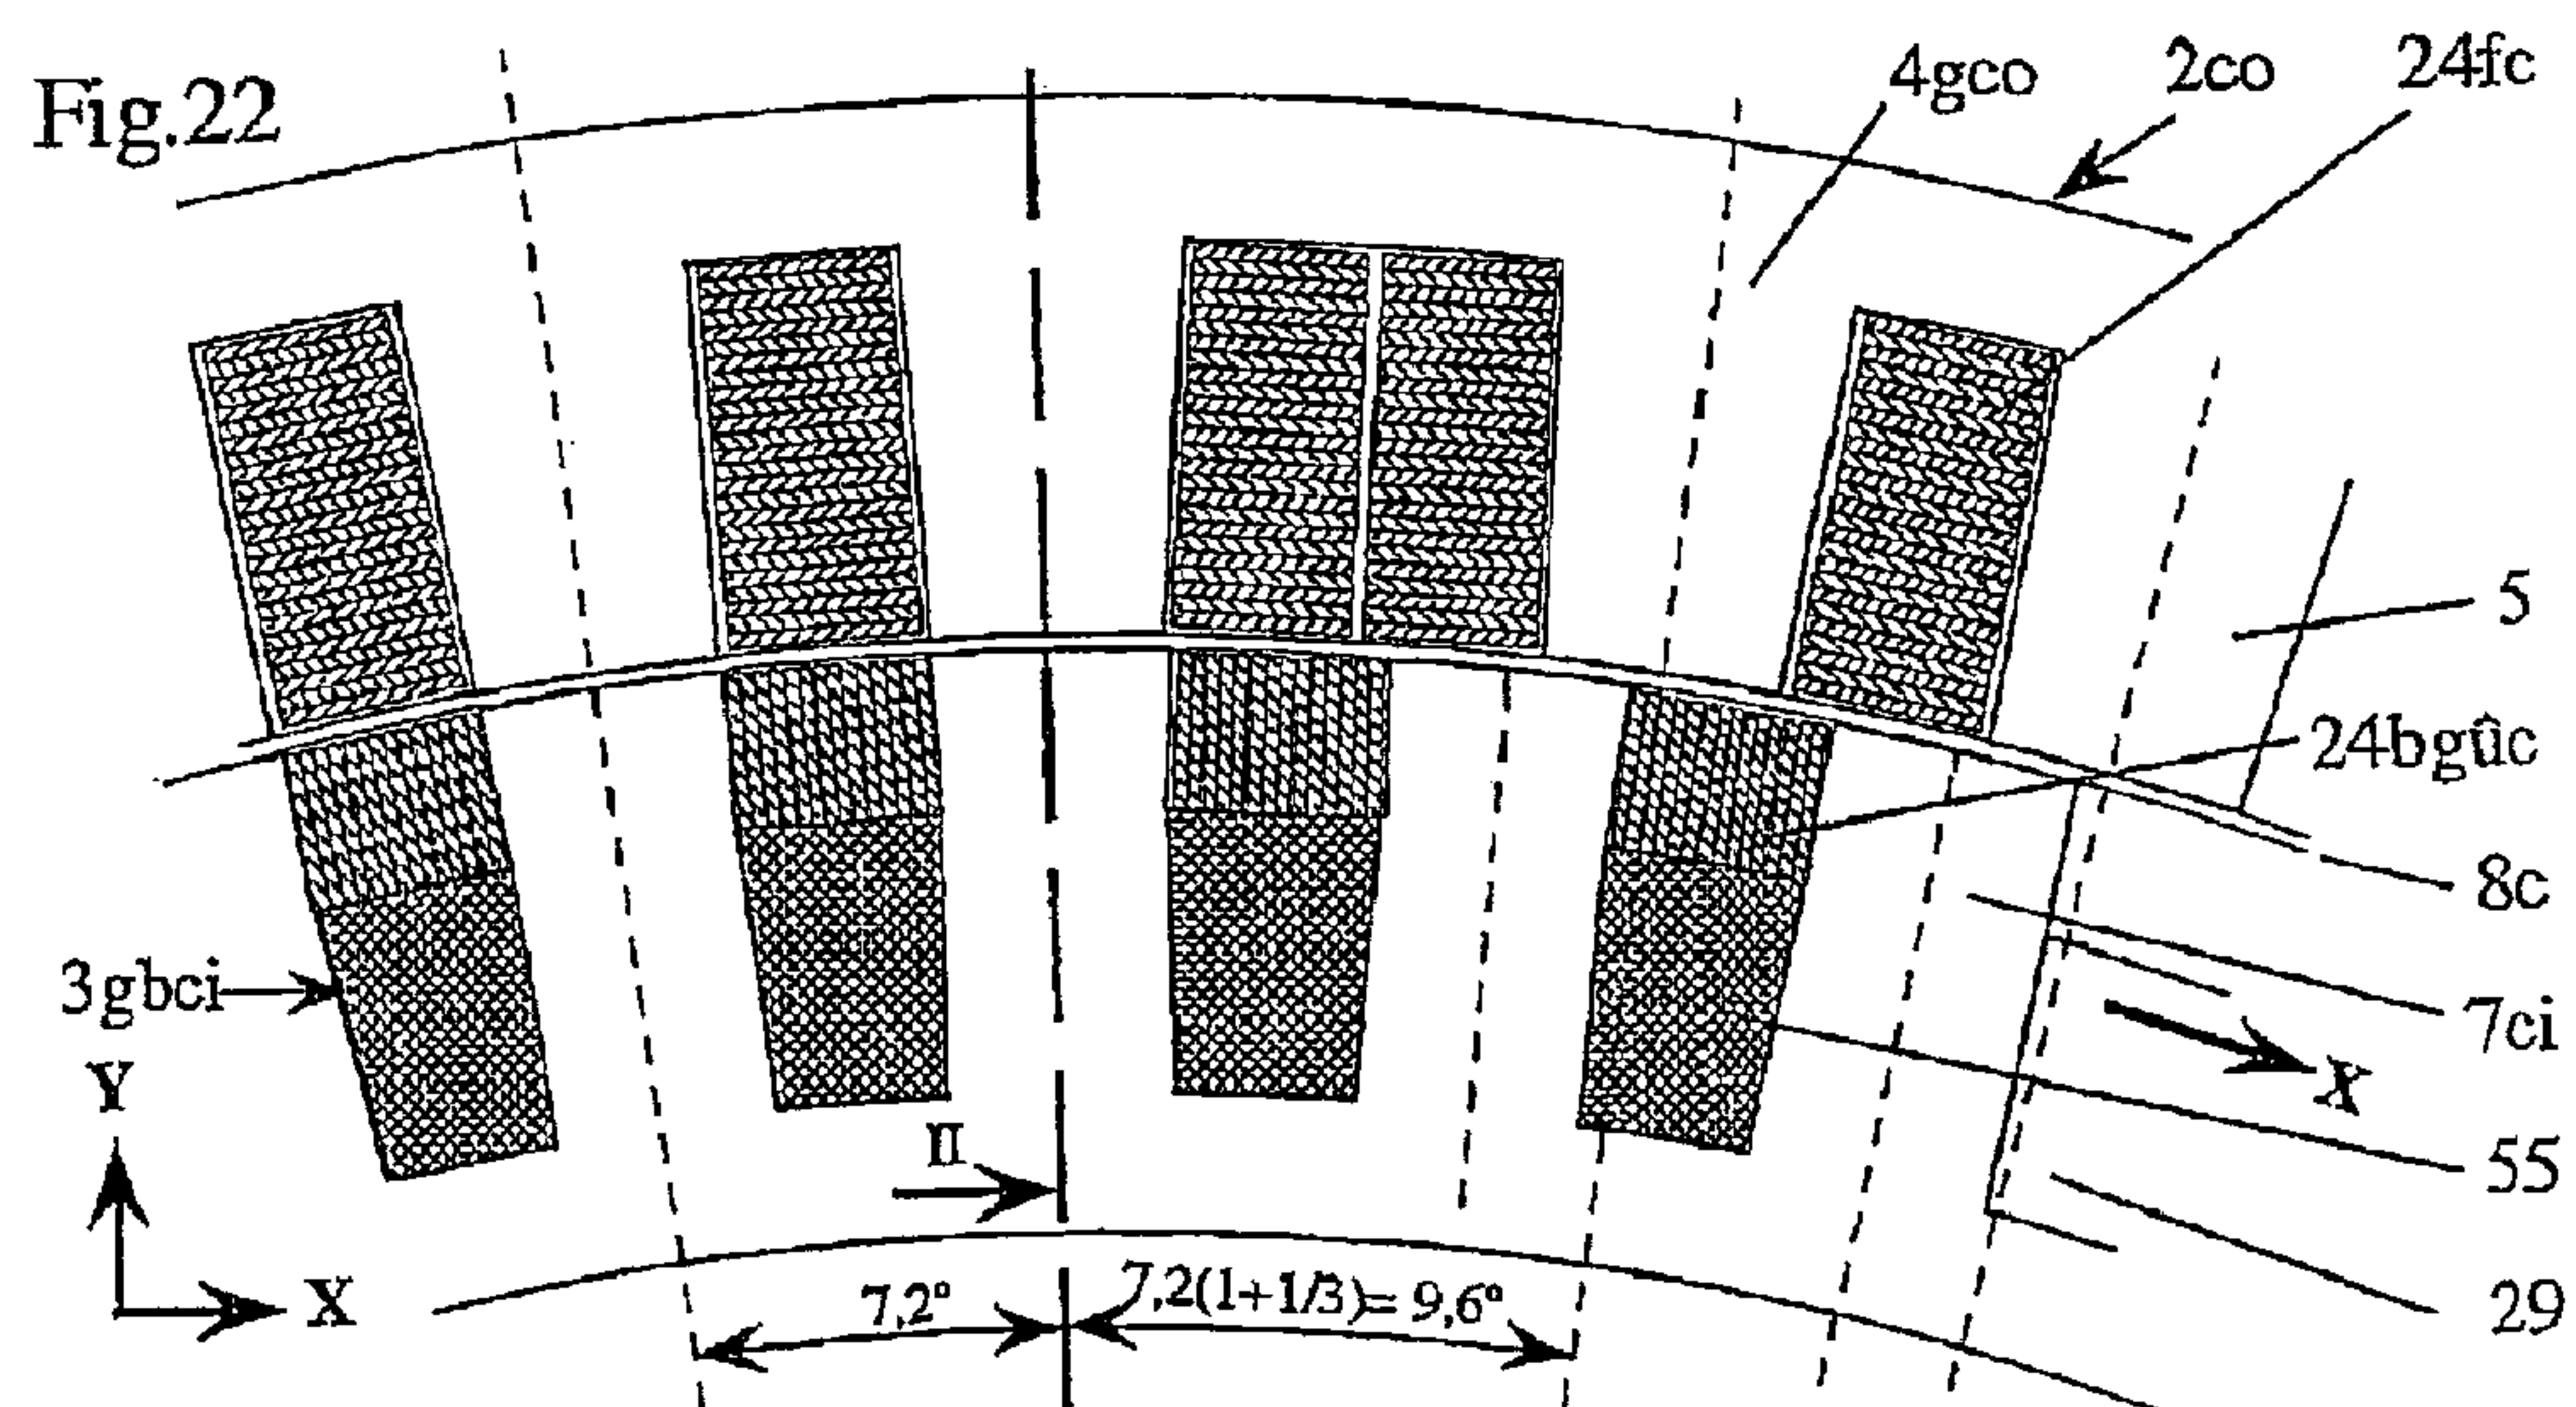 Fig.22
4gco
2co
24fc
5
24bgûc
8c
7ci
X
55
29
3gbci
Y
X
II
7,2°
7,2(1+1/3)= 9,6°